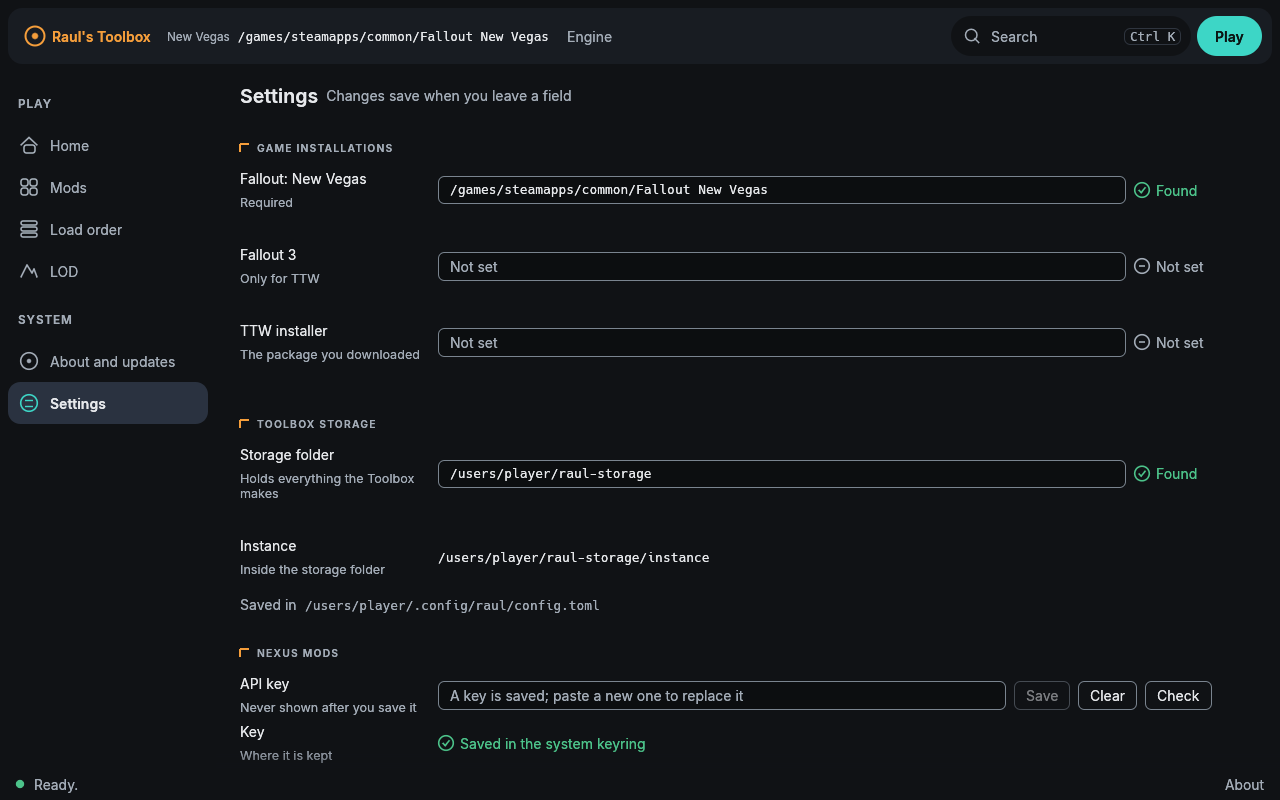 Raul's Toolbox New Vegas /games/steamapps/common/Fallout New Vegas Engine Search Ctrl K Play
PLAY
Home
Mods
Load order
LOD
SYSTEM
About and updates
Settings
Settings Changes save when you leave a field
GAME INSTALLATIONS
Fallout: New Vegas
Required
/games/steamapps/common/Fallout New Vegas Found
Fallout 3
Only for TTW
Not set Not set
TTW installer
The package you downloaded
Not set Not set
TOOLBOX STORAGE
Storage folder
Holds everything the Toolbox
makes
/users/player/raul-storage Found
Instance
Inside the storage folder
/users/player/raul-storage/instance
Saved in /users/player/.config/raul/config.toml
NEXUS MODS
API key
Never shown after you save it
A key is saved; paste a new one to replace it Save Clear Check
Key
Where it is kept
Saved in the system keyring
Ready. About